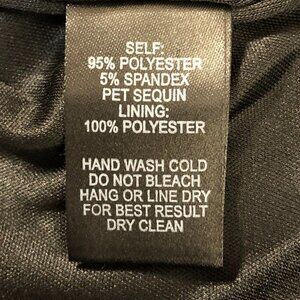 SELF:
95% POLYESTER
5% SPANDEX
PET SEQUIN
LINING:
100% POLYESTER
HAND WASH COLD
DO NOT BLEACH
HANG OR LINE DRY
FOR BEST RESULT
DRY CLEAN